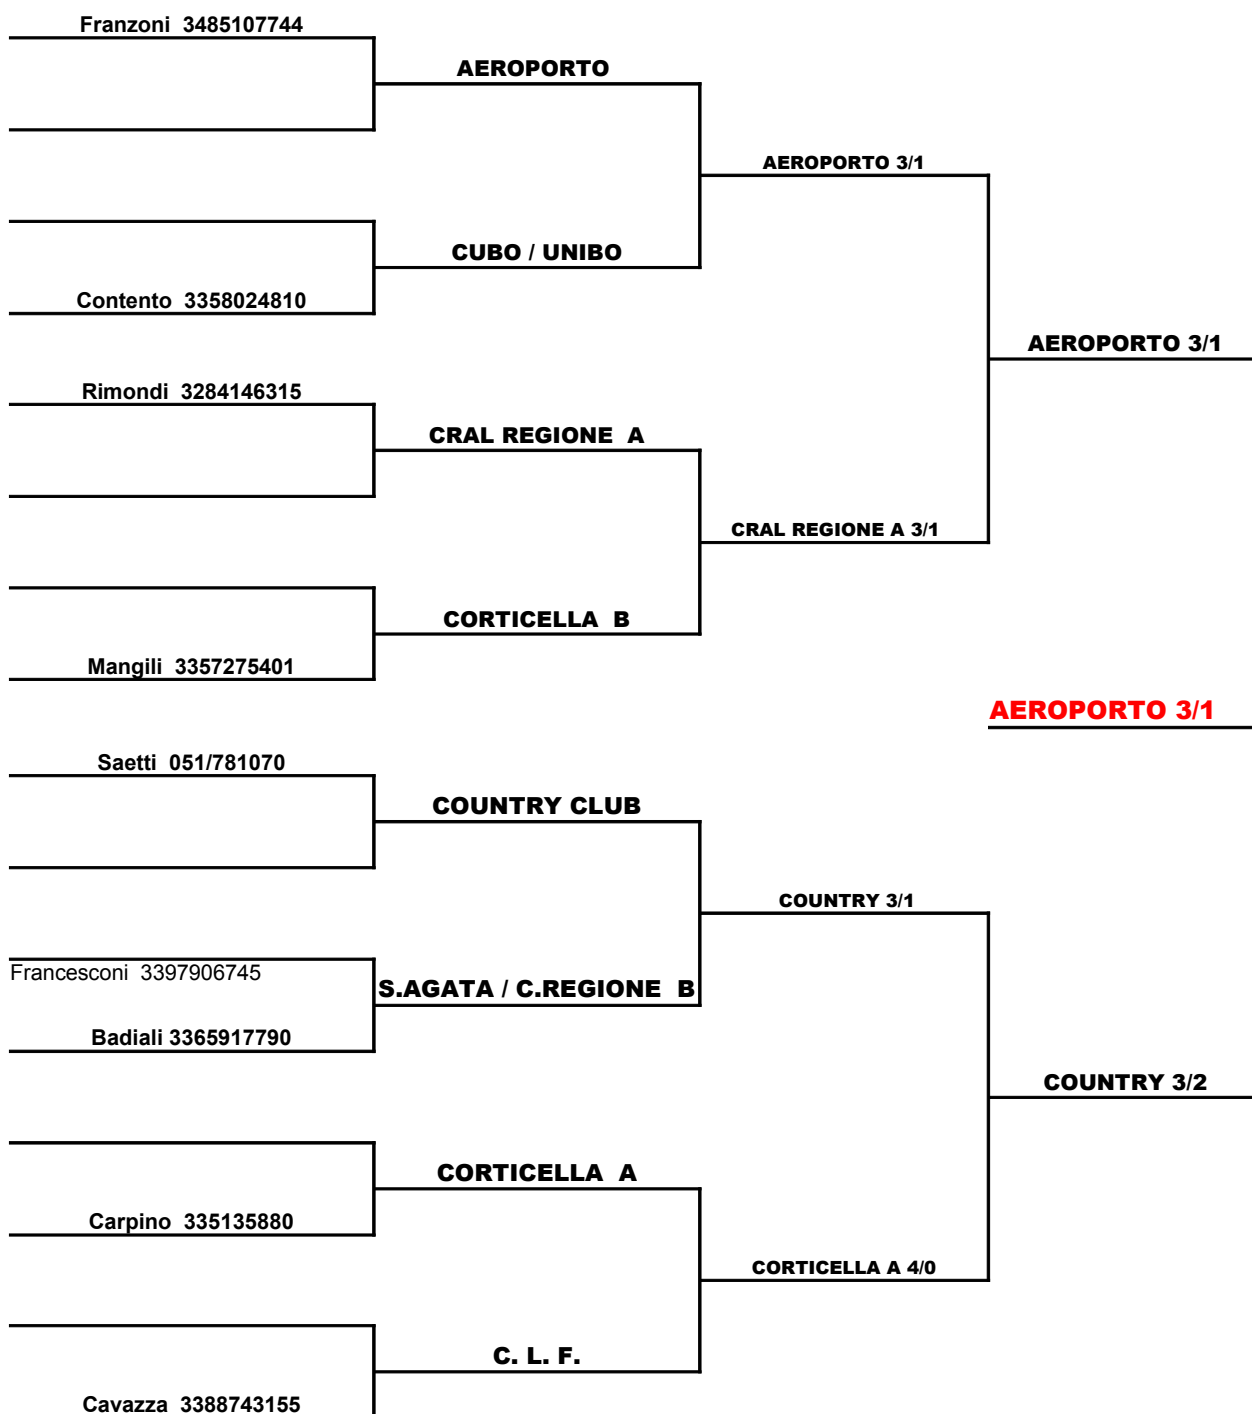 Franzoni  3485107744
AEROPORTO
AEROPORTO 3/1
CUBO / UNIBO
Contento  3358024810
AEROPORTO 3/1
Rimondi  3284146315
CRAL REGIONE  A
CRAL REGIONE A 3/1
CORTICELLA  B
Mangili  3357275401
AEROPORTO 3/1
Saetti  051/781070
COUNTRY CLUB
COUNTRY 3/1
Francesconi  3397906745
S.AGATA / C.REGIONE  B
Badiali 3365917790
COUNTRY 3/2
CORTICELLA  A
Carpino  335135880
CORTICELLA A 4/0
C. L. F.
Cavazza  3388743155